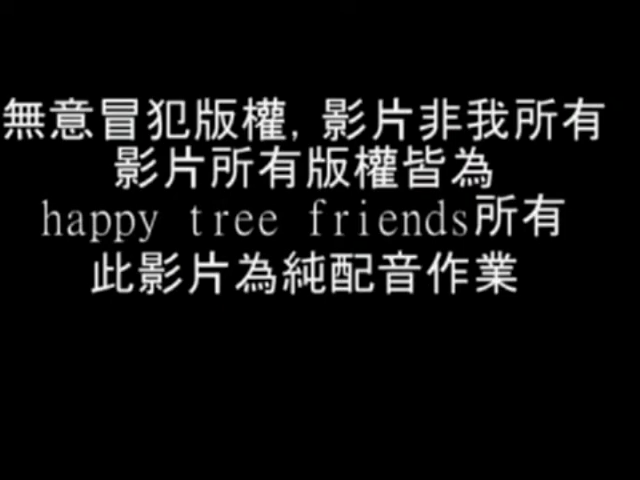 無意冒犯版權, 影片非我所有
影片所有版權皆為
happy tree friends所有
此影片為純配音作業